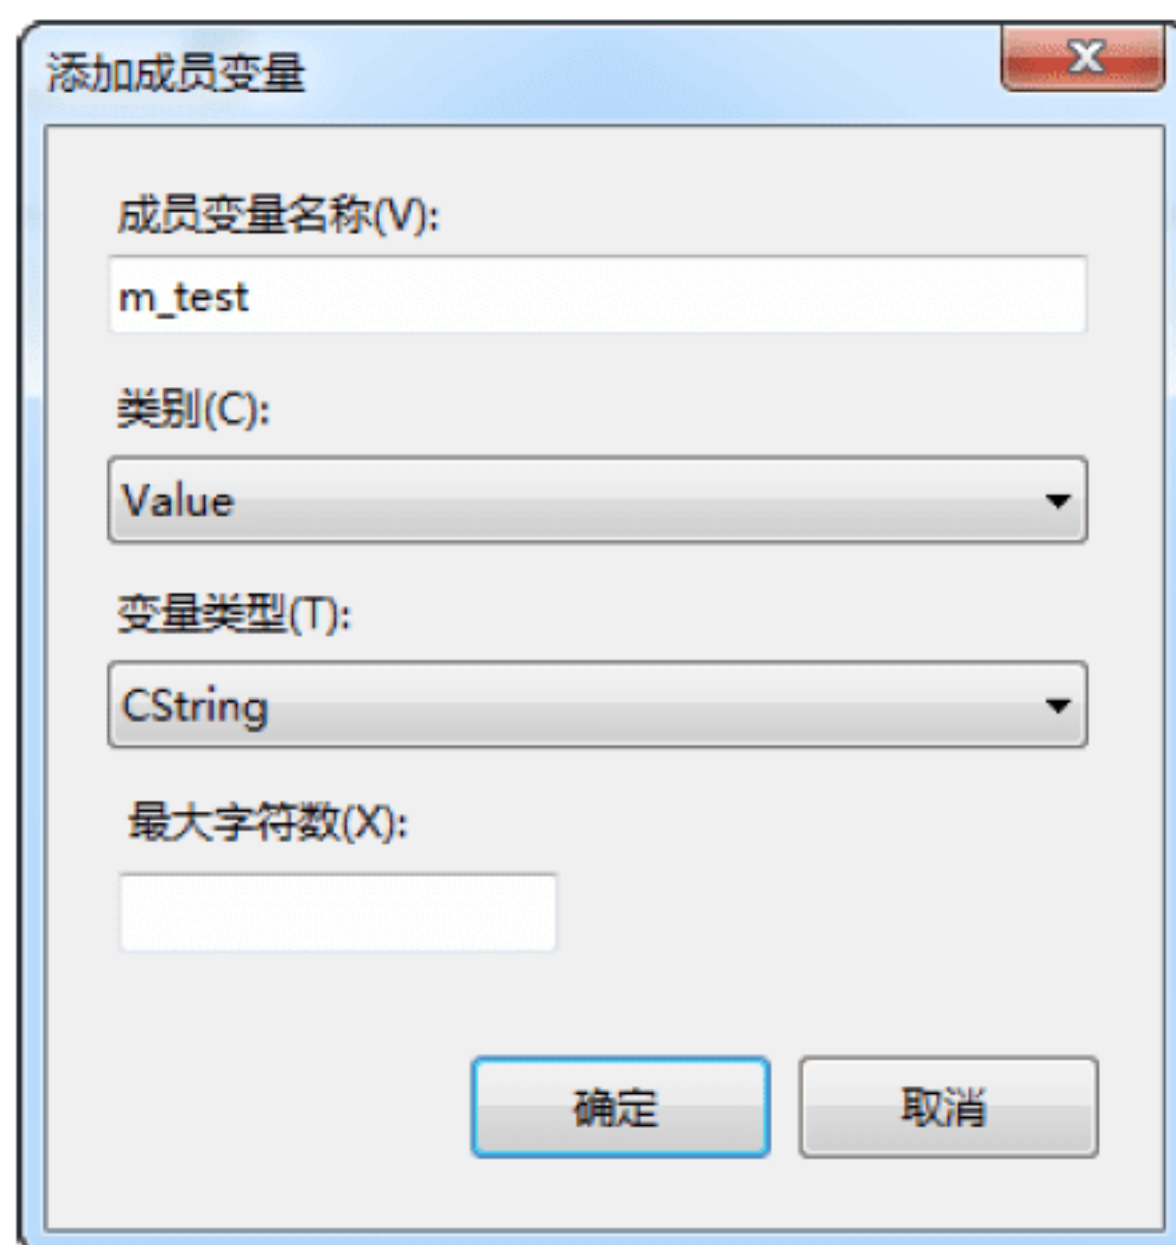 添加成员变量
成员变量名称(V):
m_test
类别(C):
Value
变量类型(T):
CString
最大字符数(X):
确定
取消